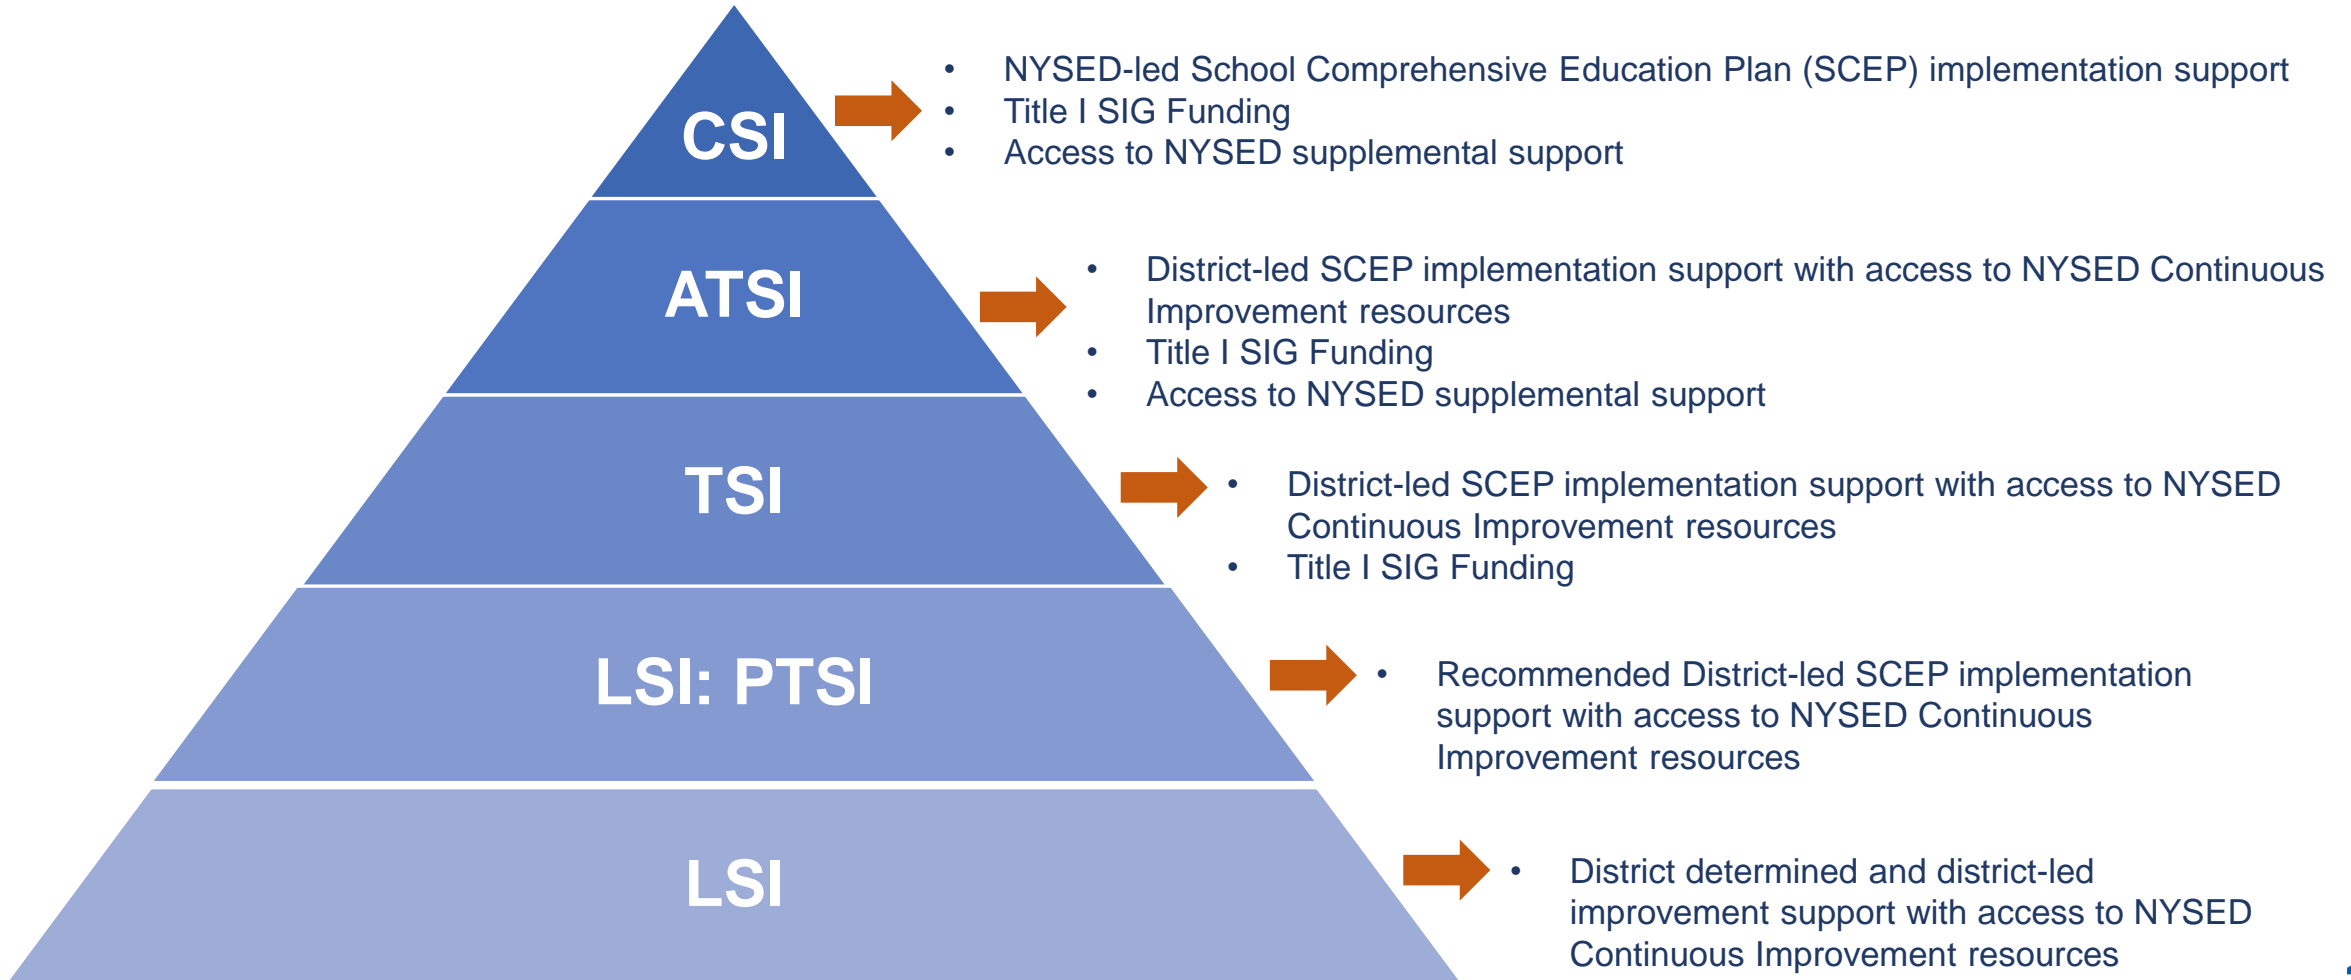 CSI
• NYSED-led School Comprehensive Education Plan (SCEP) implementation support
• Title I SIG Funding
• Access to NYSED supplemental support
ATSI
• District-led SCEP implementation support with access to NYSED Continuous
Improvement resources
• Title I SIG Funding
• Access to NYSED supplemental support
TSI
• District-led SCEP implementation support with access to NYSED
Continuous Improvement resources
• Title I SIG Funding
LSI: PTSI
• Recommended District-led SCEP implementation
support with access to NYSED Continuous
Improvement resources
LSI
• District determined and district-led
improvement support with access to NYSED
Continuous Improvement resources